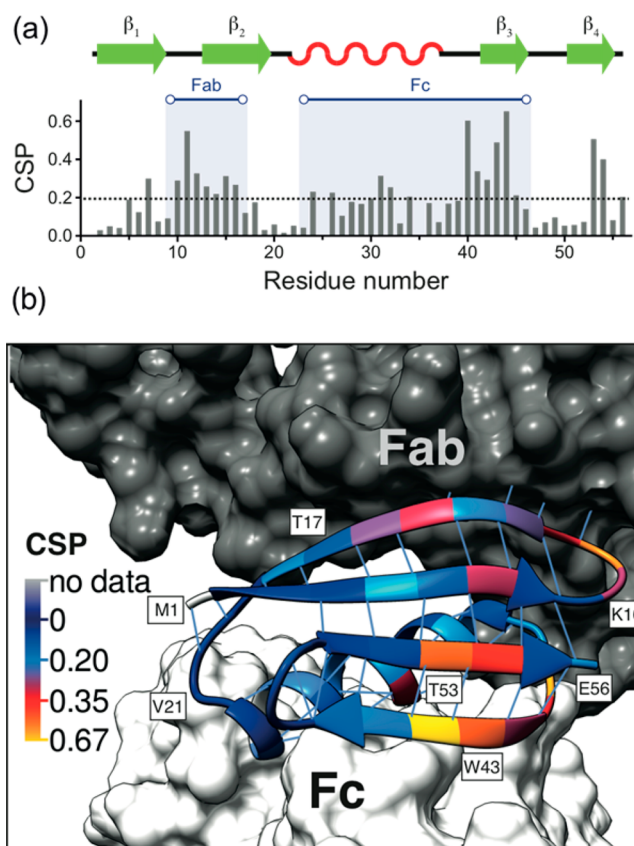 (a)
β1 β2 β3 β4
Fab Fc
CSP
0.6
0.4
0.2
0.0
0 10 20 30 40 50
Residue number
(b)
Fab
T17
CSP
no data
0
0.20
0.35
0.67
M1
K10
V21
T53
E56
W43
Fc